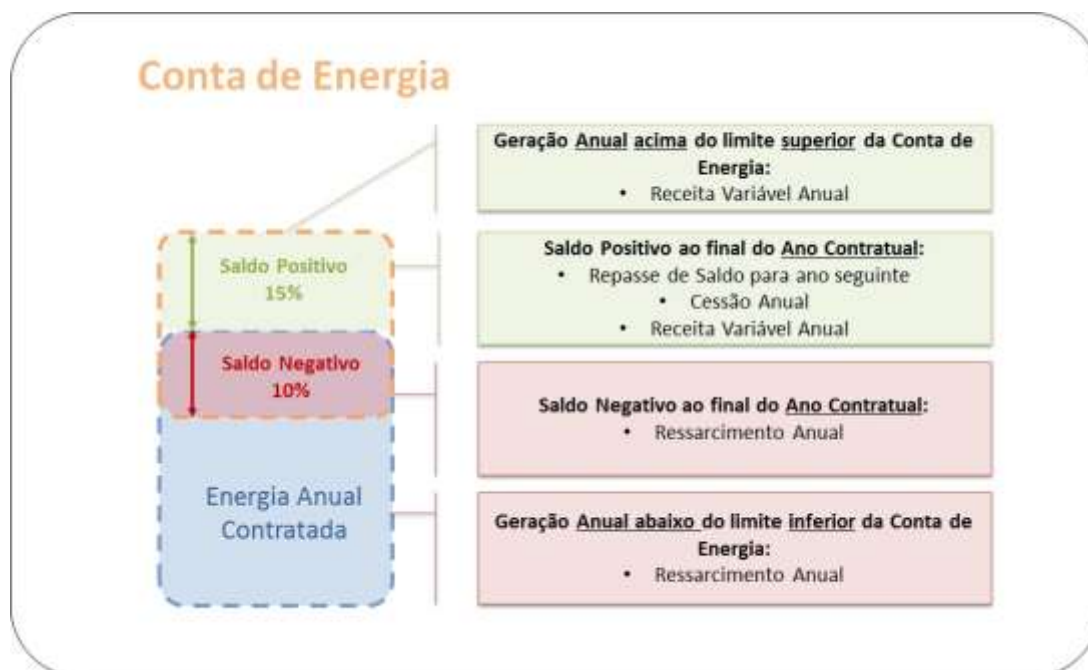 Conta de Energia
Geração Anual acima do limite superior da Conta de
Energia:
• Receita Variável Anual
Saldo Positivo
15%
Saldo Positivo ao final do Ano Contratual:
• Repasse de Saldo para ano seguinte
• Cessão Anual
• Receita Variável Anual
Saldo Negativo
10%
Saldo Negativo ao final do Ano Contratual:
• Ressarcimento Anual
Energia Anual
Contratada
Geração Anual abaixo do limite inferior da Conta de
Energia:
• Ressarcimento Anual